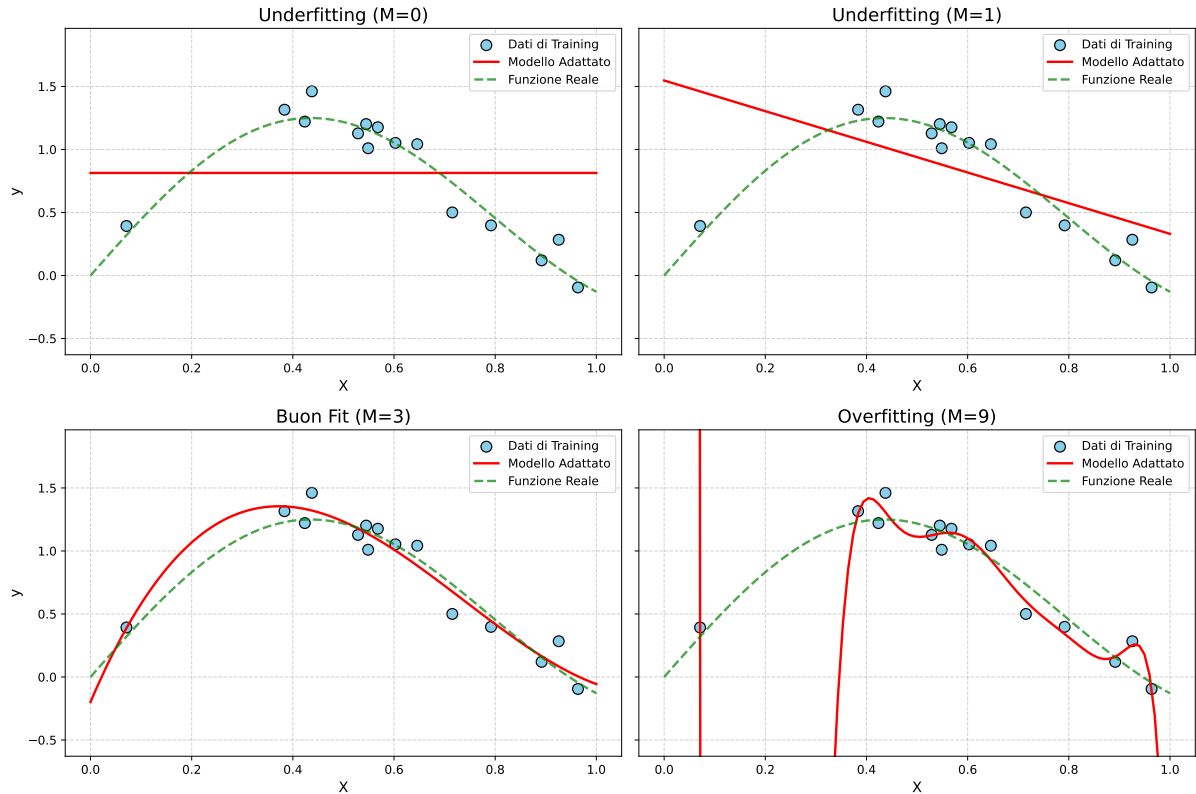 Underfitting (M=0)
Dati di Training
Modello Adattato
Funzione Reale
1.5
1.0
0.5
0.0
−0.5
y
0.0
0.2
0.4
0.6
0.8
1.0
X
Underfitting (M=1)
Dati di Training
Modello Adattato
Funzione Reale
0.0
0.2
0.4
0.6
0.8
1.0
X
Buon Fit (M=3)
Dati di Training
Modello Adattato
Funzione Reale
1.5
1.0
0.5
0.0
−0.5
y
0.0
0.2
0.4
0.6
0.8
1.0
X
Overfitting (M=9)
Dati di Training
Modello Adattato
Funzione Reale
0.0
0.2
0.4
0.6
0.8
1.0
X